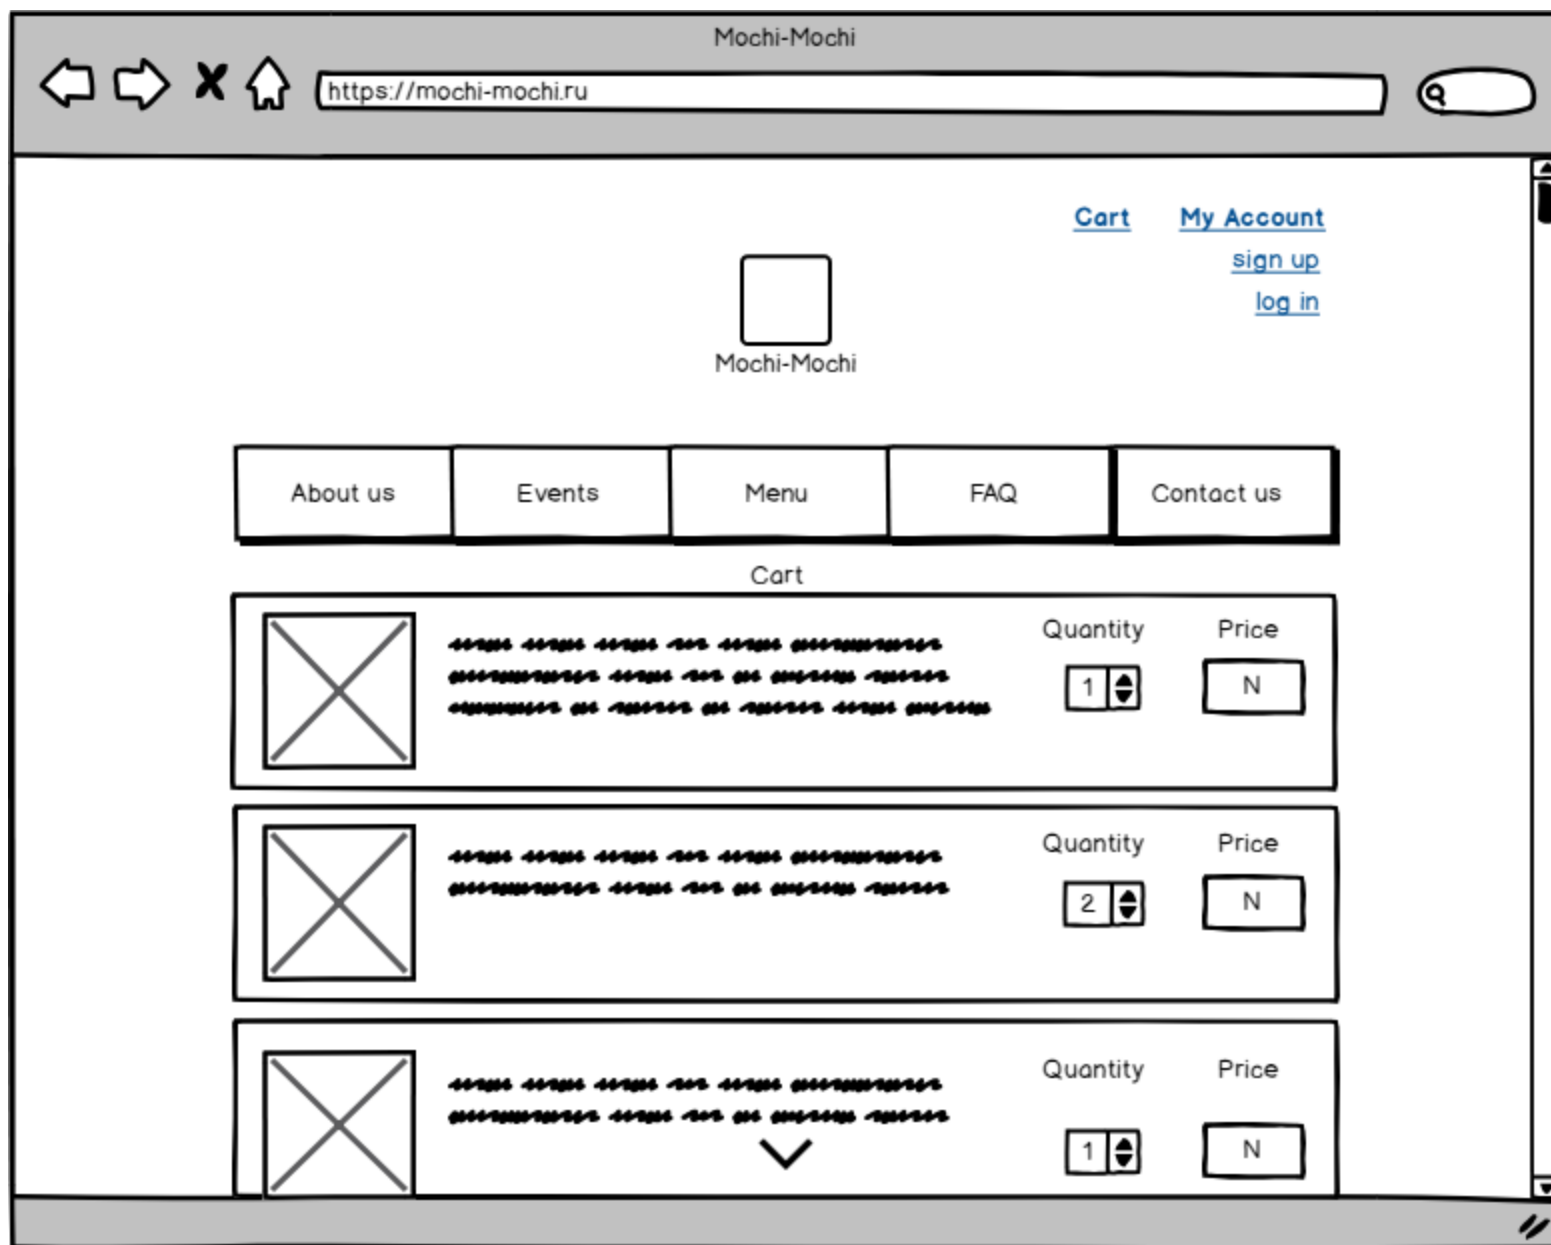 Mochi-Mochi
https://mochi-mochi.ru
Cart My Account
sign up
log in
Mochi-Mochi
About us Events Menu FAQ Contact us
Cart
Quantity Price
1 N
Quantity Price
2 N
Quantity Price
1 N